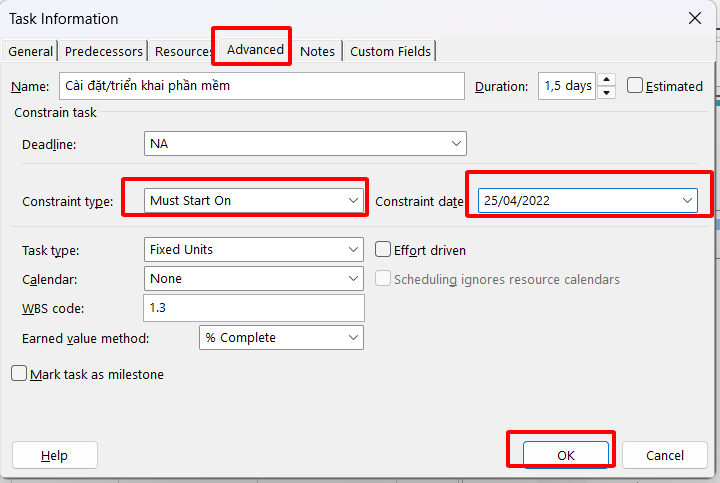 Task Information
General Predecessors Resources Advanced Notes Custom Fields
Name: Cài đặt/triển khai phần mềm Duration: 1,5 days Estimated
Constrain task
Deadline: NA
Constraint type: Must Start On Constraint date: 25/04/2022
Task type: Fixed Units Effort driven
Calendar: None Scheduling ignores resource calendars
WBS code: 1.3
Earned value method: % Complete
Mark task as milestone
Help OK Cancel